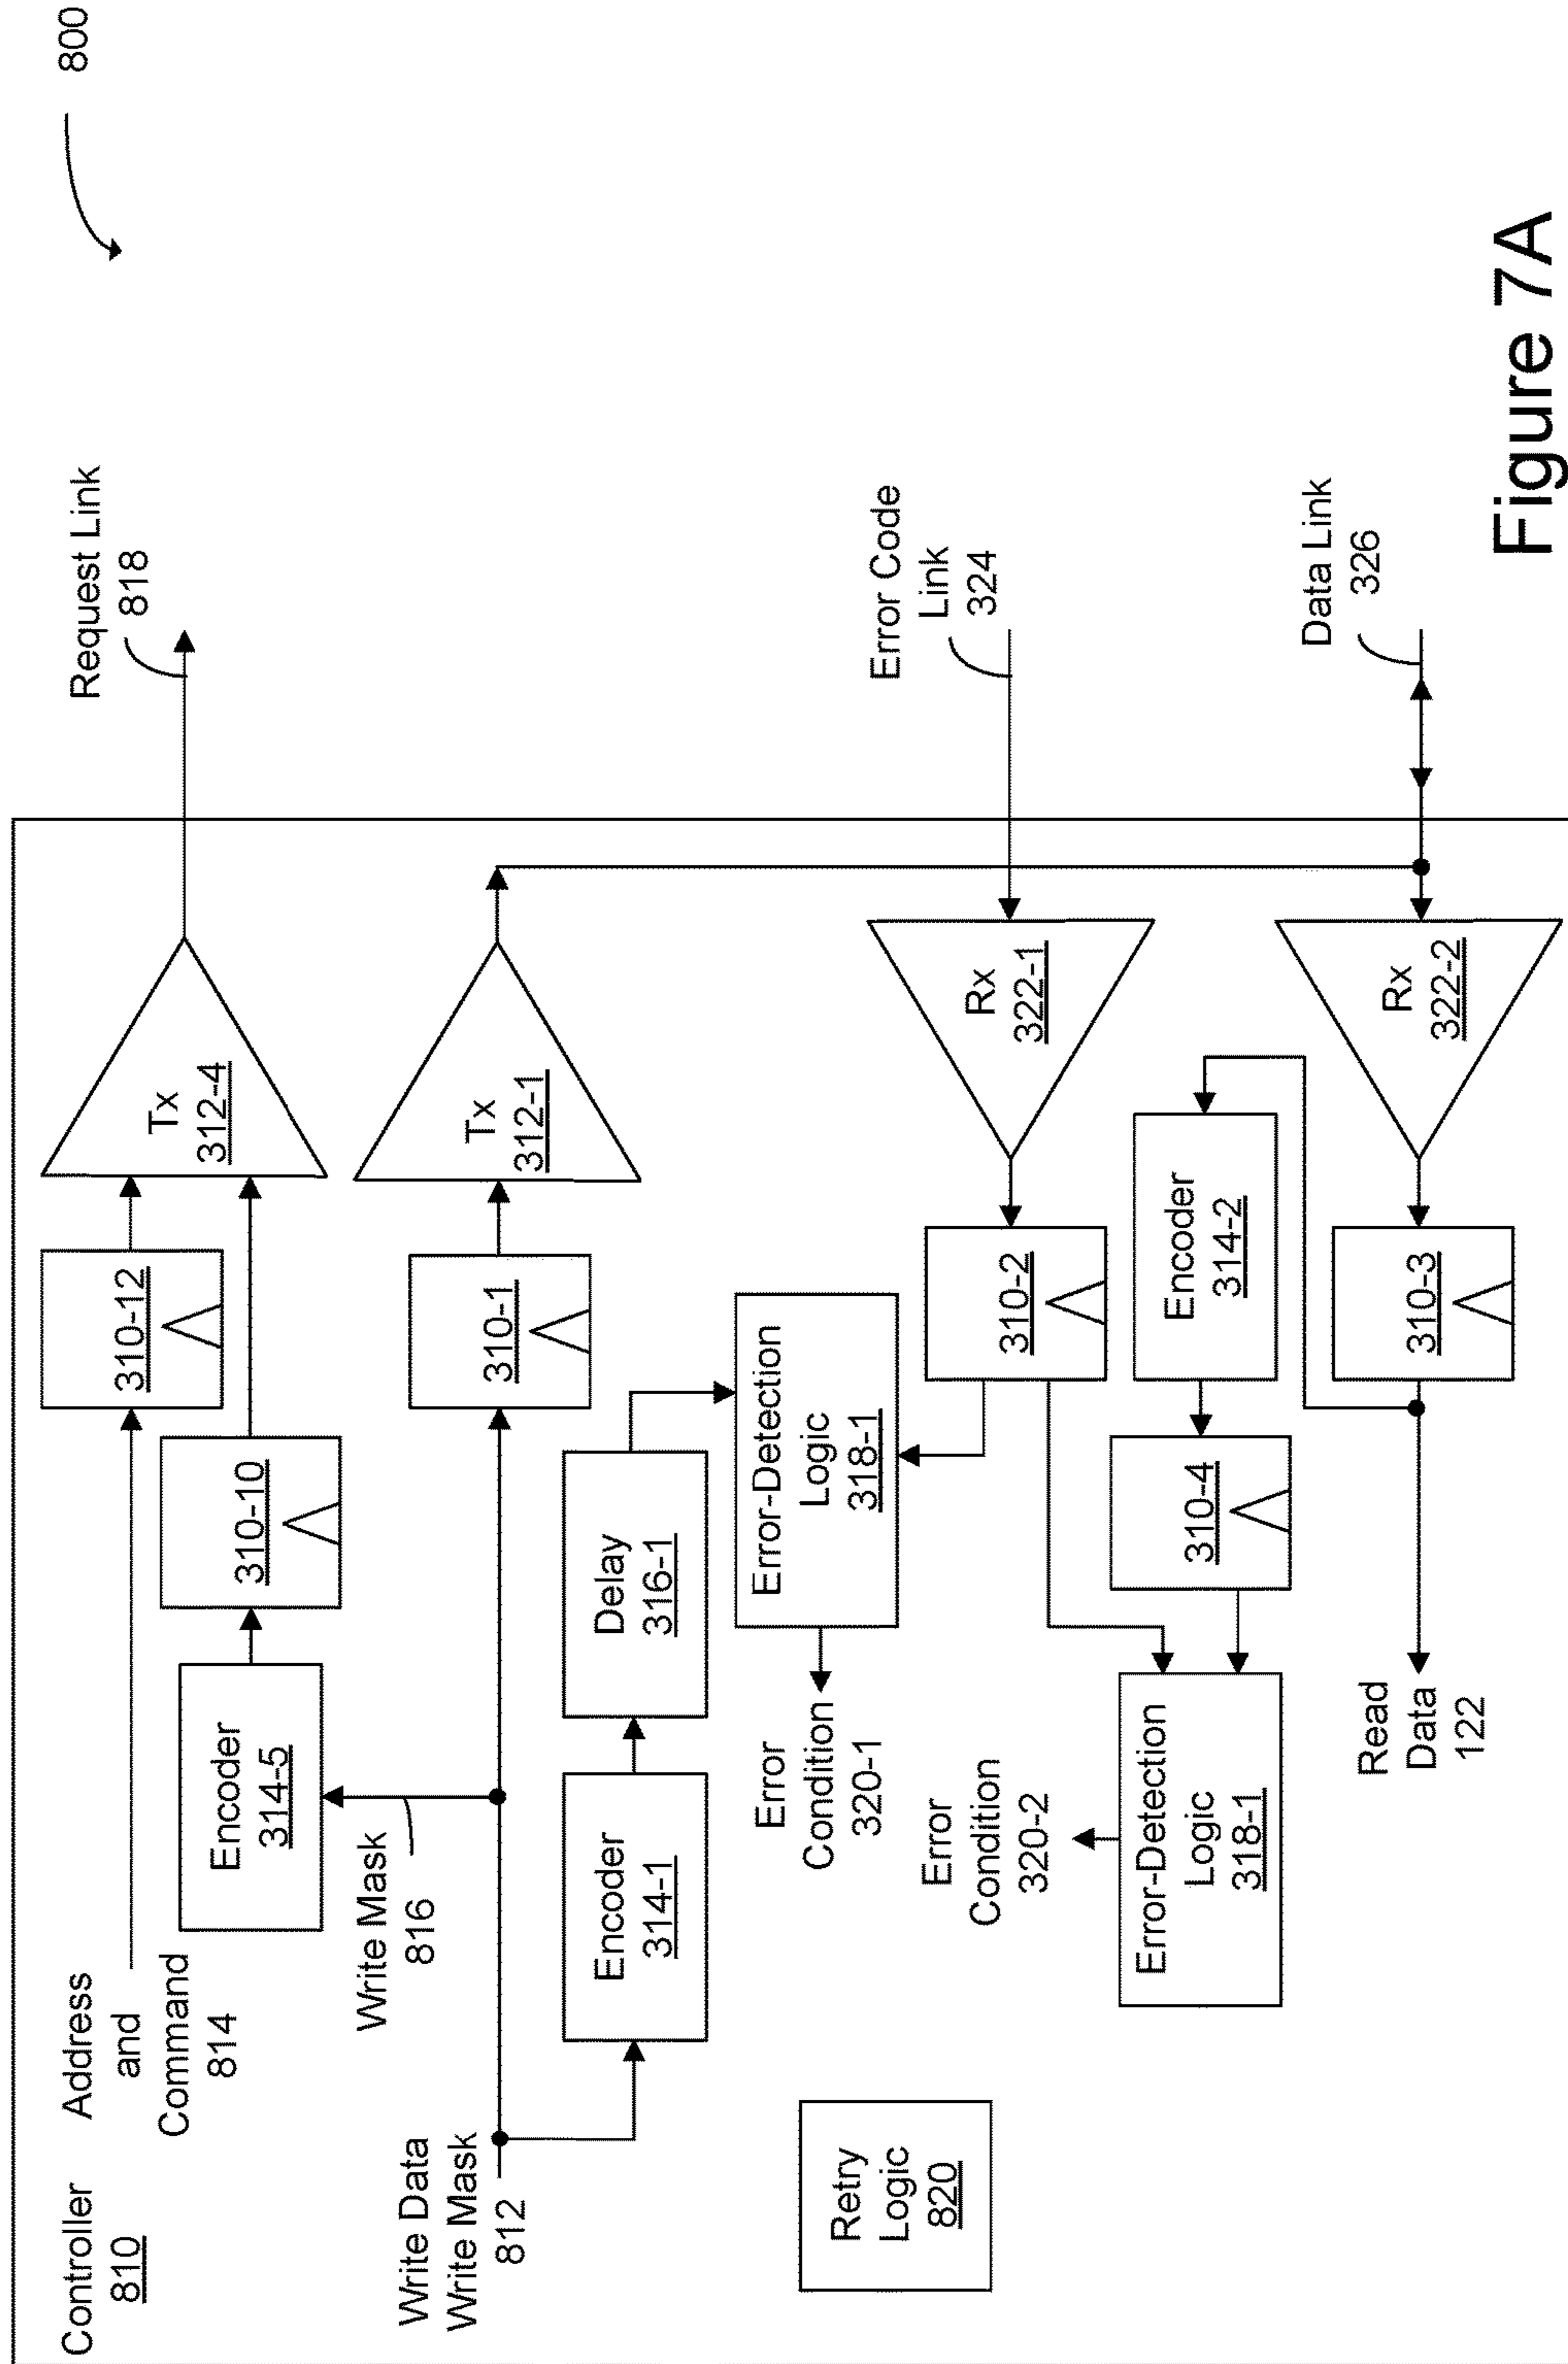 800
Controller
810
Address
and
Command
814
Request Link
818
310-12
Tx
312-4
310-10
Encoder
314-5
Write Mask
816
Write Data
Write Mask
812
310-1
Tx
312-1
Encoder
314-1
Delay
316-1
Error-Detection
Logic
318-1
Error
Condition
320-1
Error Code
Link
324
Rx
322-1
310-2
Retry
Logic
820
Error
Condition
320-2
Error-Detection
Logic
318-1
310-4
Encoder
314-2
Data Link
326
Rx
322-2
310-3
Read
Data
122
Figure 7A